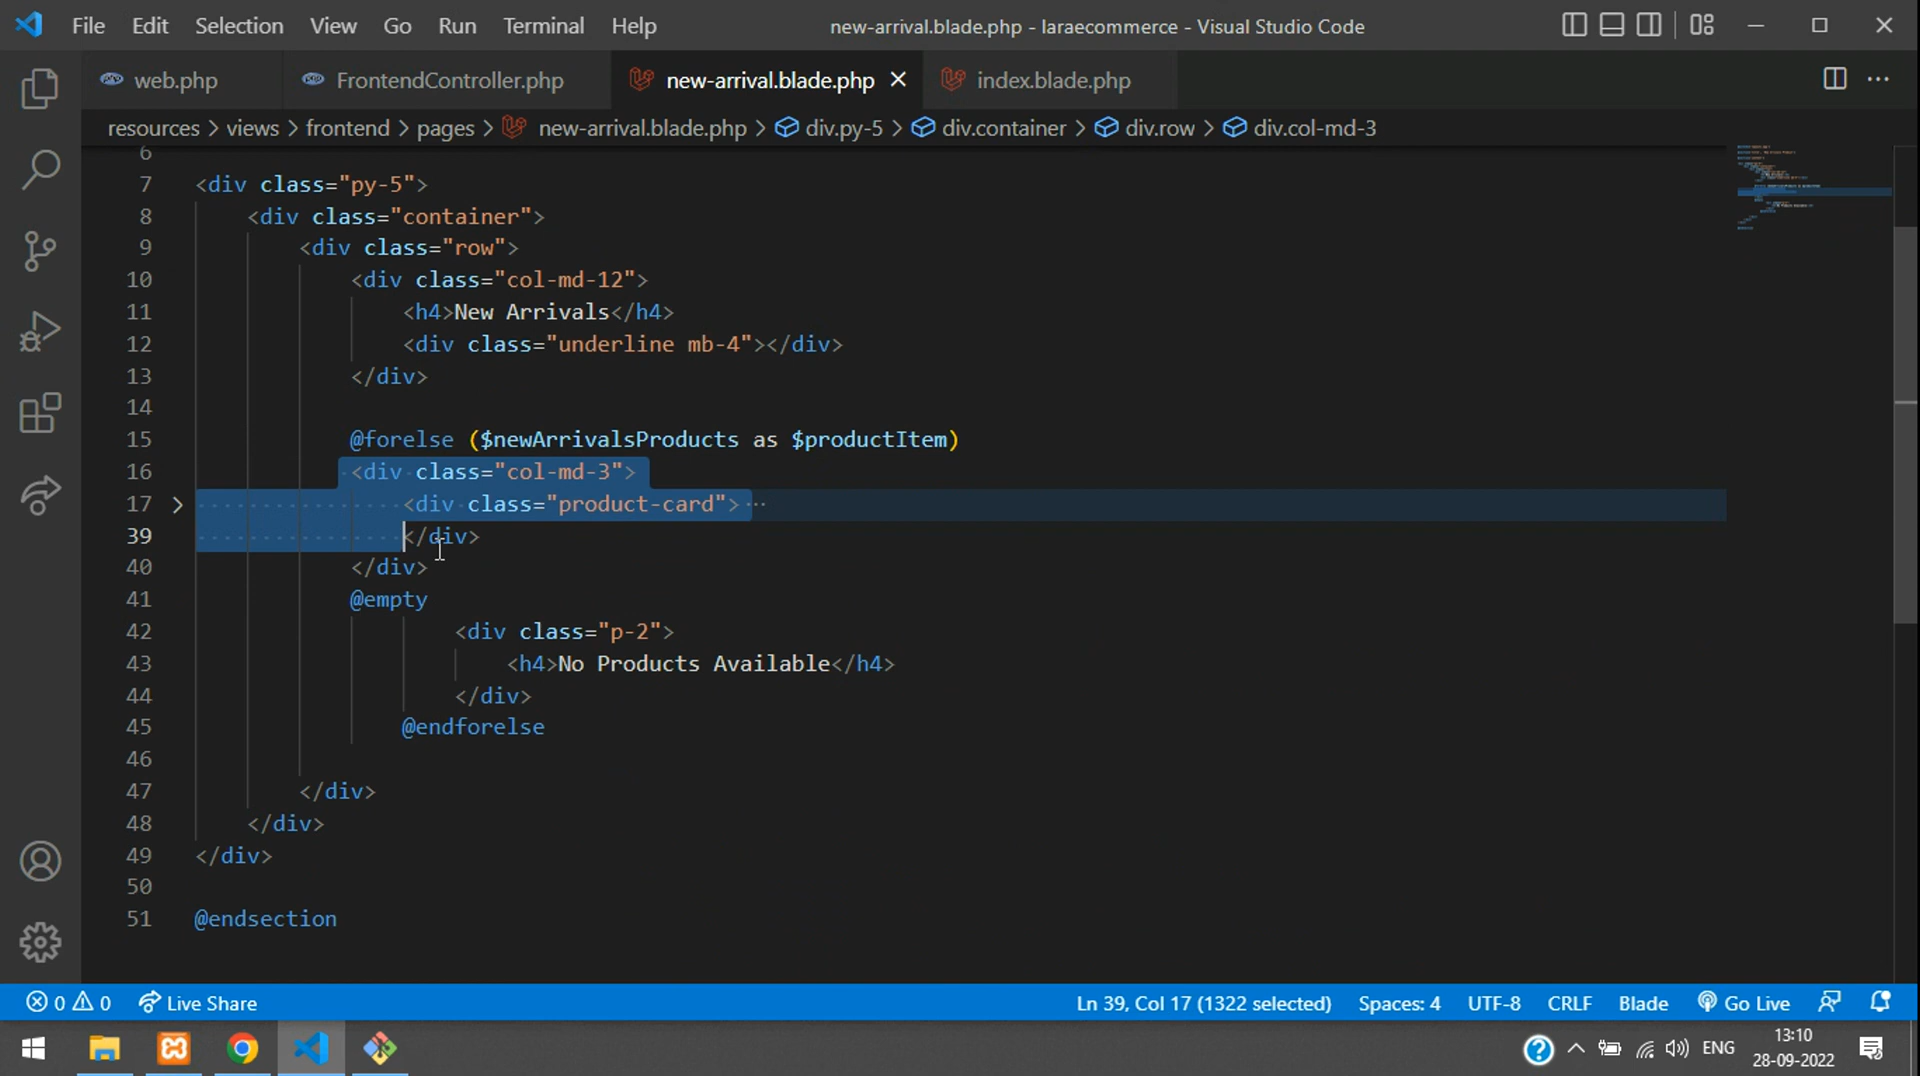 File Edit Selection View Go Run Terminal Help new-arrival.blade.php - laraecommerce - Visual Studio Code
web.php FrontendController.php new-arrival.blade.php index.blade.php
resources > views > frontend > pages > new-arrival.blade.php > div.py-5 > div.container > div.row > div.col-md-3
6
7 <div class="py-5">
8 <div class="container">
9 <div class="row">
10 <div class="col-md-12">
11 <h4>New Arrivals</h4>
12 <div class="underline mb-4"></div>
13 </div>
14
15 @forelse ($newArrivalsProducts as $productItem)
16 <div class="col-md-3">
17 <div class="product-card"> ···
39 </div>
40 </div>
41 @empty
42 <div class="p-2">
43 <h4>No Products Available</h4>
44 </div>
45 @endforelse
46
47 </div>
48 </div>
49 </div>
50
51 @endsection
0 0 Live Share Ln 39, Col 17 (1322 selected) Spaces: 4 UTF-8 CRLF Blade Go Live
ENG 13:10
28-09-2022